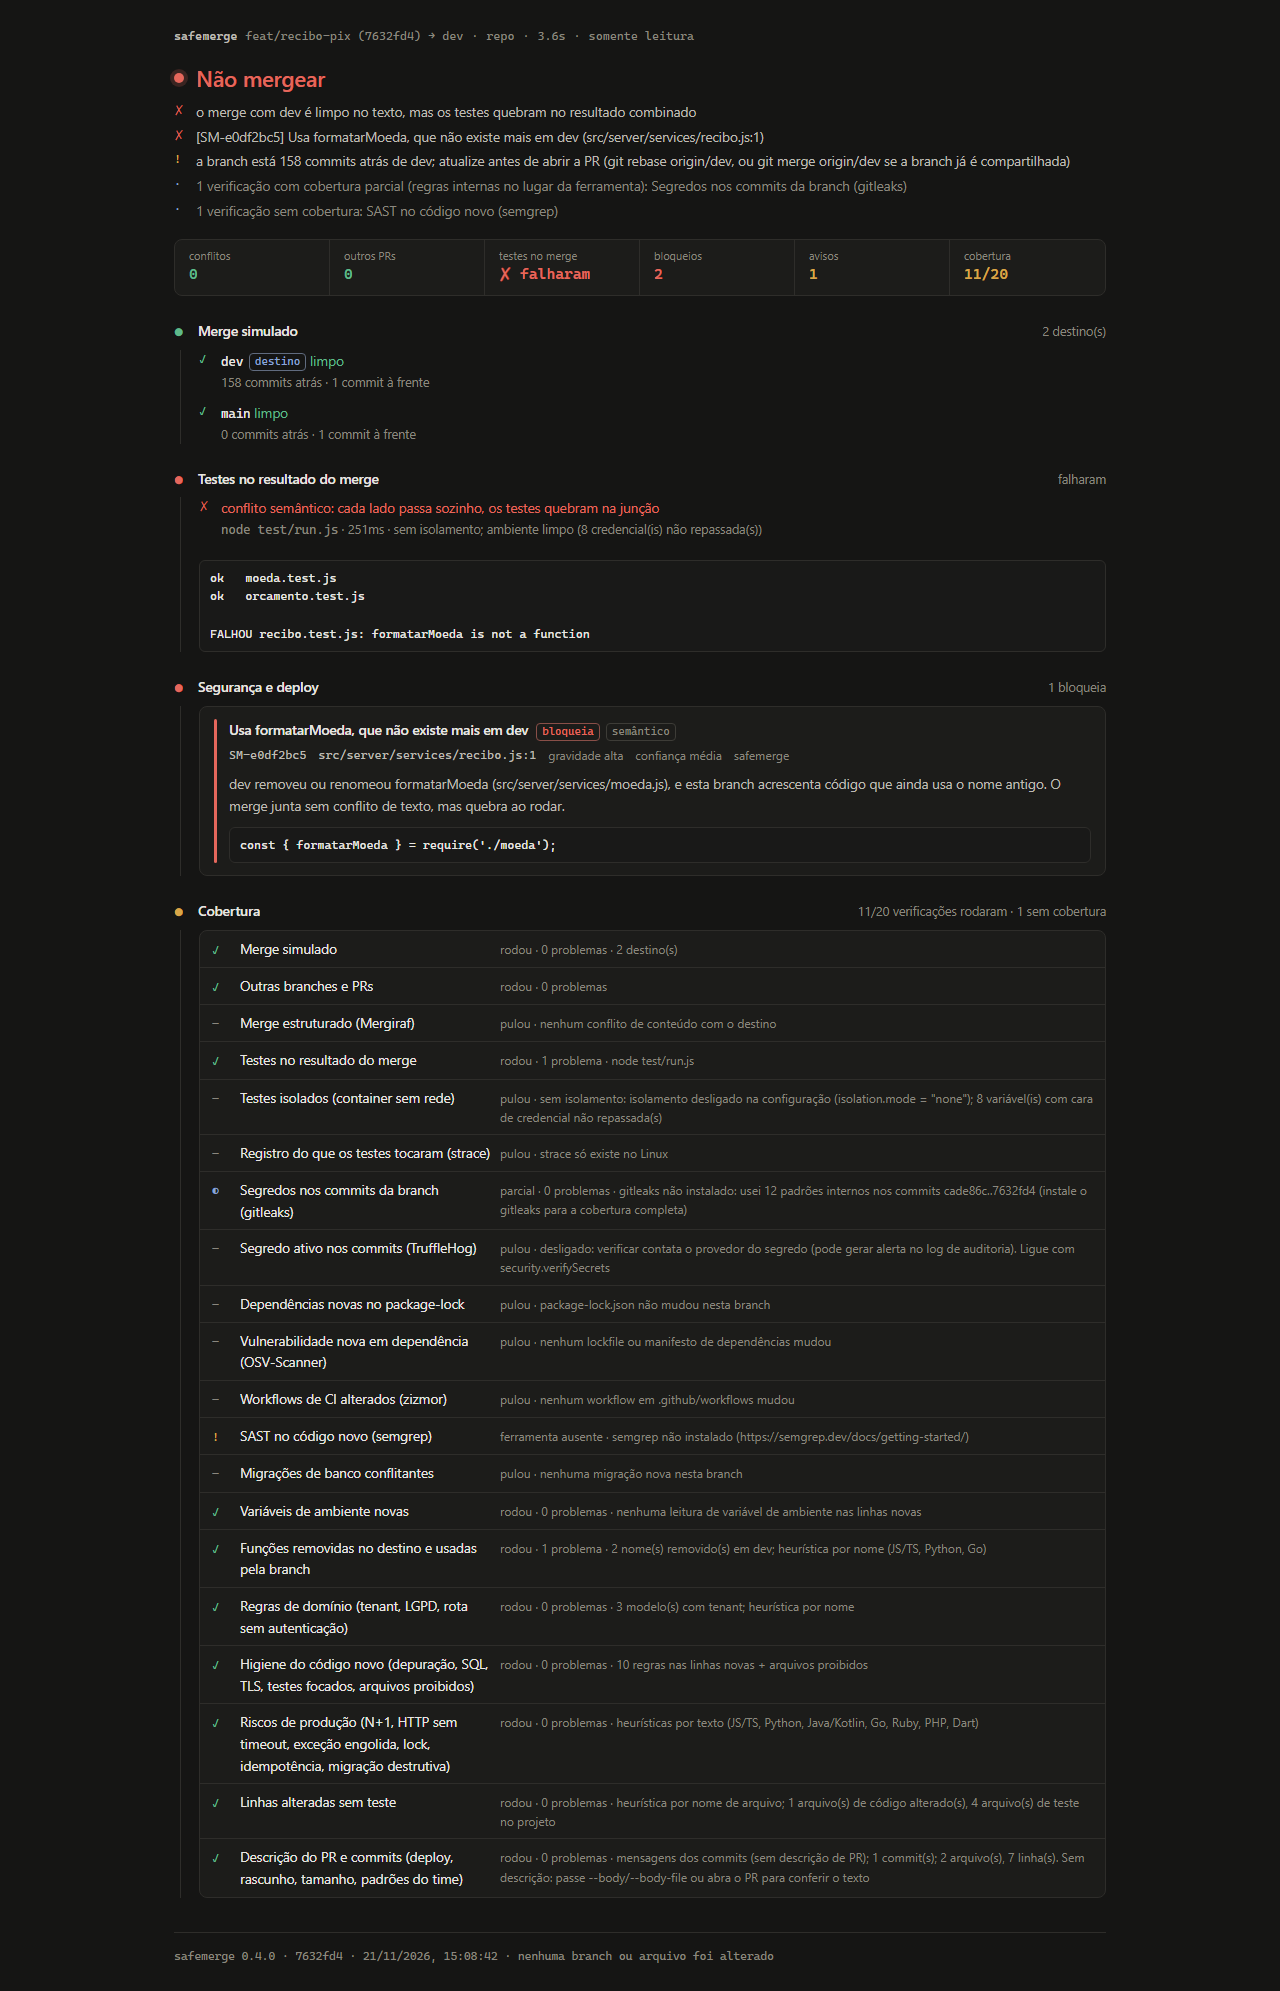 safemerge feat/recibo-pix (7632fd4) → dev · repo · 3.6s · somente leitura
Não mergear
✗ o merge com dev é limpo no texto, mas os testes quebram no resultado combinado
✗ [SM-e0df2bc5] Usa formatarMoeda, que não existe mais em dev (src/server/services/recibo.js:1)
! a branch está 158 commits atrás de dev; atualize antes de abrir a PR (git rebase origin/dev, ou git merge origin/dev se a branch já é compartilhada)
· 1 verificação com cobertura parcial (regras internas no lugar da ferramenta): Segredos nos commits da branch (gitleaks)
· 1 verificação sem cobertura: SAST no código novo (semgrep)
conflitos outros PRs testes no merge bloqueios avisos cobertura
0 0 ✗ falharam 2 1 11/20
Merge simulado 2 destino(s)
✓ dev destino limpo
158 commits atrás · 1 commit à frente
✓ main limpo
0 commits atrás · 1 commit à frente
Testes no resultado do merge falharam
✗ conflito semântico: cada lado passa sozinho, os testes quebram na junção
node test/run.js · 251ms · sem isolamento; ambiente limpo (8 credencial(is) não repassada(s))
ok moeda.test.js
ok orcamento.test.js
FALHOU recibo.test.js: formatarMoeda is not a function
Segurança e deploy 1 bloqueia
Usa formatarMoeda, que não existe mais em dev bloqueia semântico
SM-e0df2bc5 src/server/services/recibo.js:1 gravidade alta confiança média safemerge
dev removeu ou renomeou formatarMoeda (src/server/services/moeda.js), e esta branch acrescenta código que ainda usa o nome antigo. O
merge junta sem conflito de texto, mas quebra ao rodar.
const { formatarMoeda } = require('./moeda');
Cobertura 11/20 verificações rodaram · 1 sem cobertura
✓ Merge simulado rodou · 0 problemas · 2 destino(s)
✓ Outras branches e PRs rodou · 0 problemas
– Merge estruturado (Mergiraf) pulou · nenhum conflito de conteúdo com o destino
✓ Testes no resultado do merge rodou · 1 problema · node test/run.js
– Testes isolados (container sem rede) pulou · sem isolamento: isolamento desligado na configuração (isolation.mode = "none"); 8 variável(is) com cara
de credencial não repassada(s)
– Registro do que os testes tocaram (strace) pulou · strace só existe no Linux
◐ Segredos nos commits da branch parcial · 0 problemas · gitleaks não instalado: usei 12 padrões internos nos commits cade86c..7632fd4 (instale o
(gitleaks) gitleaks para a cobertura completa)
– Segredo ativo nos commits (TruffleHog) pulou · desligado: verificar contata o provedor do segredo (pode gerar alerta no log de auditoria). Ligue com
security.verifySecrets
– Dependências novas no package-lock pulou · package-lock.json não mudou nesta branch
– Vulnerabilidade nova em dependência pulou · nenhum lockfile ou manifesto de dependências mudou
(OSV-Scanner)
– Workflows de CI alterados (zizmor) pulou · nenhum workflow em .github/workflows mudou
! SAST no código novo (semgrep) ferramenta ausente · semgrep não instalado (https://semgrep.dev/docs/getting-started/)
– Migrações de banco conflitantes pulou · nenhuma migração nova nesta branch
✓ Variáveis de ambiente novas rodou · 0 problemas · nenhuma leitura de variável de ambiente nas linhas novas
✓ Funções removidas no destino e usadas rodou · 1 problema · 2 nome(s) removido(s) em dev; heurística por nome (JS/TS, Python, Go)
pela branch
✓ Regras de domínio (tenant, LGPD, rota rodou · 0 problemas · 3 modelo(s) com tenant; heurística por nome
sem autenticação)
✓ Higiene do código novo (depuração, SQL, rodou · 0 problemas · 10 regras nas linhas novas + arquivos proibidos
TLS, testes focados, arquivos proibidos)
✓ Riscos de produção (N+1, HTTP sem rodou · 0 problemas · heurísticas por texto (JS/TS, Python, Java/Kotlin, Go, Ruby, PHP, Dart)
timeout, exceção engolida, lock,
idempotência, migração destrutiva)
✓ Linhas alteradas sem teste rodou · 0 problemas · heurística por nome de arquivo; 1 arquivo(s) de código alterado(s), 4 arquivo(s) de teste
no projeto
✓ Descrição do PR e commits (deploy, rodou · 0 problemas · mensagens dos commits (sem descrição de PR); 1 commit(s); 2 arquivo(s), 7 linha(s). Sem
rascunho, tamanho, padrões do time) descrição: passe --body/--body-file ou abra o PR para conferir o texto
safemerge 0.4.0 · 7632fd4 · 21/11/2026, 15:08:42 · nenhuma branch ou arquivo foi alterado